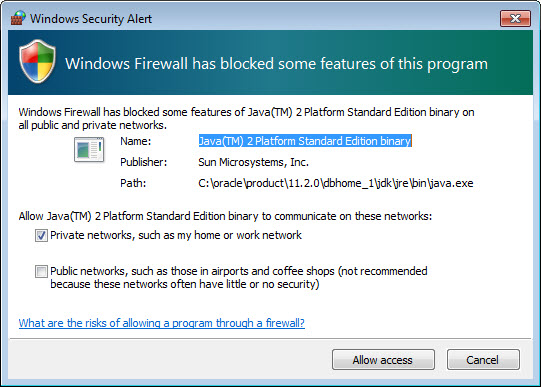 Windows Security Alert
Windows Firewall has blocked some features of this program
Windows Firewall has blocked some features of Java(TM) 2 Platform Standard Edition binary on
all public and private networks.
Name: Java(TM) 2 Platform Standard Edition binary
Publisher: Sun Microsystems, Inc.
Path: C:\oracle\product\11.2.0\dbhome_1\jdk\jre\bin\java.exe
Allow Java(TM) 2 Platform Standard Edition binary to communicate on these networks:
Private networks, such as my home or work network
Public networks, such as those in airports and coffee shops (not recommended
because these networks often have little or no security)
What are the risks of allowing a program through a firewall?
Allow access Cancel